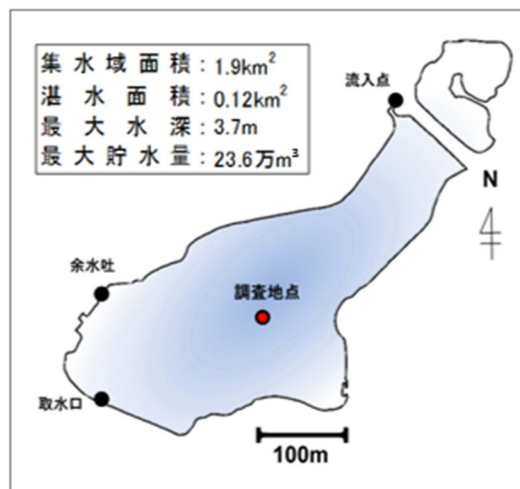 集水域面積：1.9km²
湛水面積：0.12km²
最大水深：3.7m
最大貯水量：23.6万m³
流入点
N
余水吐
調査地点
取水口
100m